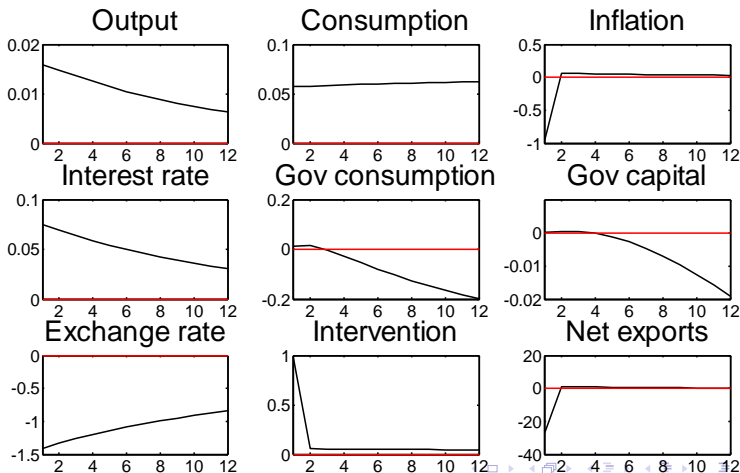 Output
Consumption
Inflation
0.02
0.01
0
2 4 6 8 10 12
0.1
0.05
0
2 4 6 8 10 12
0.5
0
-0.5
-1
2 4 6 8 10 12
Interest rate
Gov consumption
Gov capital
0.1
0.05
0
2 4 6 8 10 12
0.2
0
-0.2
2 4 6 8 10 12
0
-0.01
-0.02
2 4 6 8 10 12
Exchange rate
Intervention
Net exports
0
-0.5
-1
-1.5
2 4 6 8 10 12
1
0.5
0
2 4 6 8 10 12
20
0
-20
-40
2 4 6 8 10 12